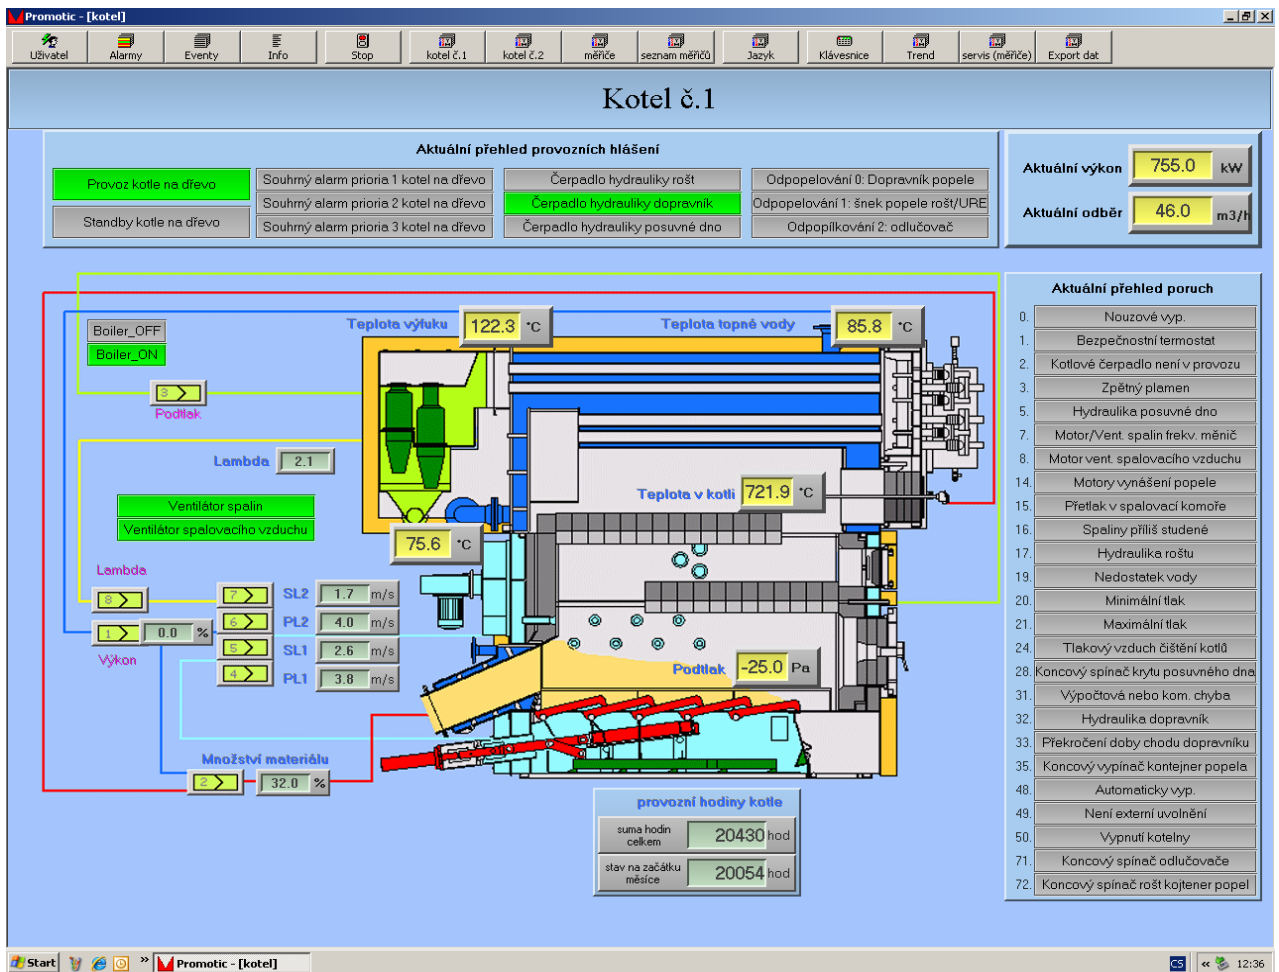 Promotic - [kotel]
Uživatel Alarmy Eventy Info Stop kotel č.1 kotel č.2 měřiče seznam měřičů Jazyk Klávesnice Trend servis (měřiče) Export dat
Kotel č.1
Aktuální přehled provozních hlášení
Provoz kotle na dřevo
Standby kotle na dřevo
Souhrný alarm prioria 1 kotel na dřevo
Souhrný alarm prioria 2 kotel na dřevo
Souhrný alarm prioria 3 kotel na dřevo
Čerpadlo hydrauliky rošt
Čerpadlo hydrauliky dopravník
Čerpadlo hydrauliky posuvné dno
Odpopelování 0: Dopravník popele
Odpopelování 1: šnek popele rošt/URE
Odpopílkování 2: odlučovač
Aktuální výkon 755.0 kW
Aktuální odběr 46.0 m3/h
Boiler_OFF
Boiler_ON
Teplota výfuku 122.3 °C
Teplota topné vody 85.8 °C
3
Podtlak
Lambda 2.1
Teplota v kotli 721.9 °C
Ventilátor spalin
Ventilátor spalovacího vzduchu
75.6 °C
Lambda
8
1 0.0 %
Výkon
7 SL2 1.7 m/s
6 PL2 4.0 m/s
5 SL1 2.6 m/s
4 PL1 3.8 m/s
Podtlak -25.0 Pa
Množství materiálu
2 32.0 %
provozní hodiny kotle
suma hodin
celkem
20430 hod
stav na začátku
měsíce
20054 hod
Aktuální přehled poruch
0. Nouzové vyp.
1. Bezpečnostní termostat
2. Kotlové čerpadlo není v provozu
3. Zpětný plamen
5. Hydraulika posuvné dno
7. Motor/Vent. spalin frekv. měnič
8. Motor vent. spalovacího vzduchu
14. Motory vynášení popele
15. Přetlak v spalovací komoře
16. Spaliny příliš studené
17. Hydraulika roštu
19. Nedostatek vody
20. Minimální tlak
21. Maximální tlak
24. Tlakový vzduch čištění kotlů
28. Koncový spínač krytu posuvného dna
31. Výpočtová nebo kom. chyba
32. Hydraulika dopravník
33. Překročení doby chodu dopravníku
35. Koncový vypínač kontejner popela
48. Automaticky vyp.
49. Není externí uvolnění
50. Vypnutí kotelny
71. Koncový spínač odlučovače
72. Koncový spínač rošt kojtener popel
Start » Promotic - [kotel] CS « 12:36